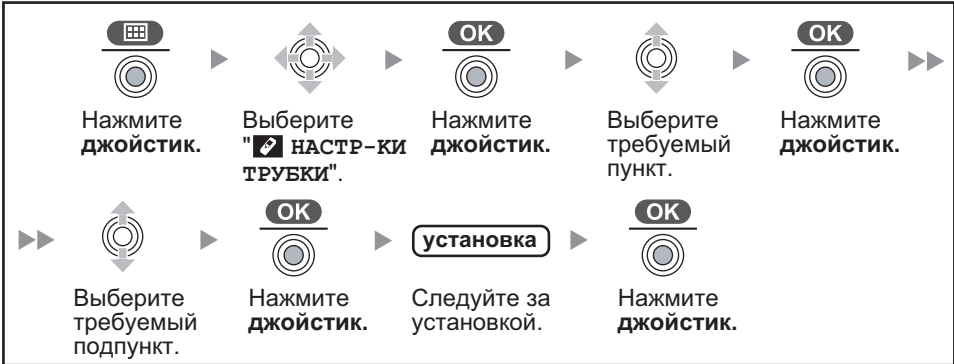 OK
OK
Нажмите
джойстик.
Выберите
"НАСТР-КИ
ТРУБКИ".
Нажмите
джойстик.
Выберите
требуемый
пункт.
Нажмите
джойстик.
OK
установка
OK
Выберите
требуемый
подпункт.
Нажмите
джойстик.
Следуйте за
установкой.
Нажмите
джойстик.